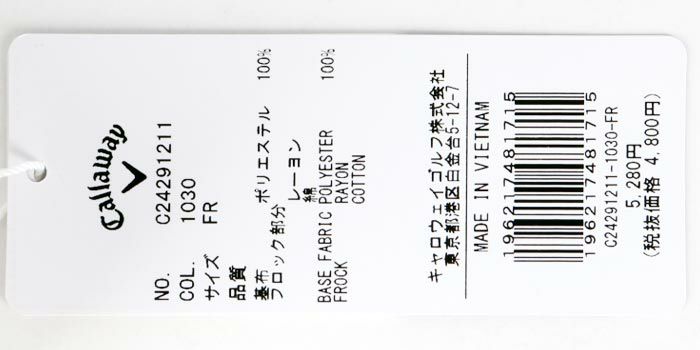 Callaway
NO. C24291211
COL. 1030
サイズ FR
品質
基布 ポリエステル 100%
フロック部分 レーヨン
綿 100%
BASE FABRIC POLYESTER
FROCK RAYON
COTTON
キャロウェイゴルフ株式会社
東京都港区白金台5-12-7
MADE IN VIETNAM
196217481715
196217481715
C24291211-1030-FR
5,280円
(税抜価格 4,800円)